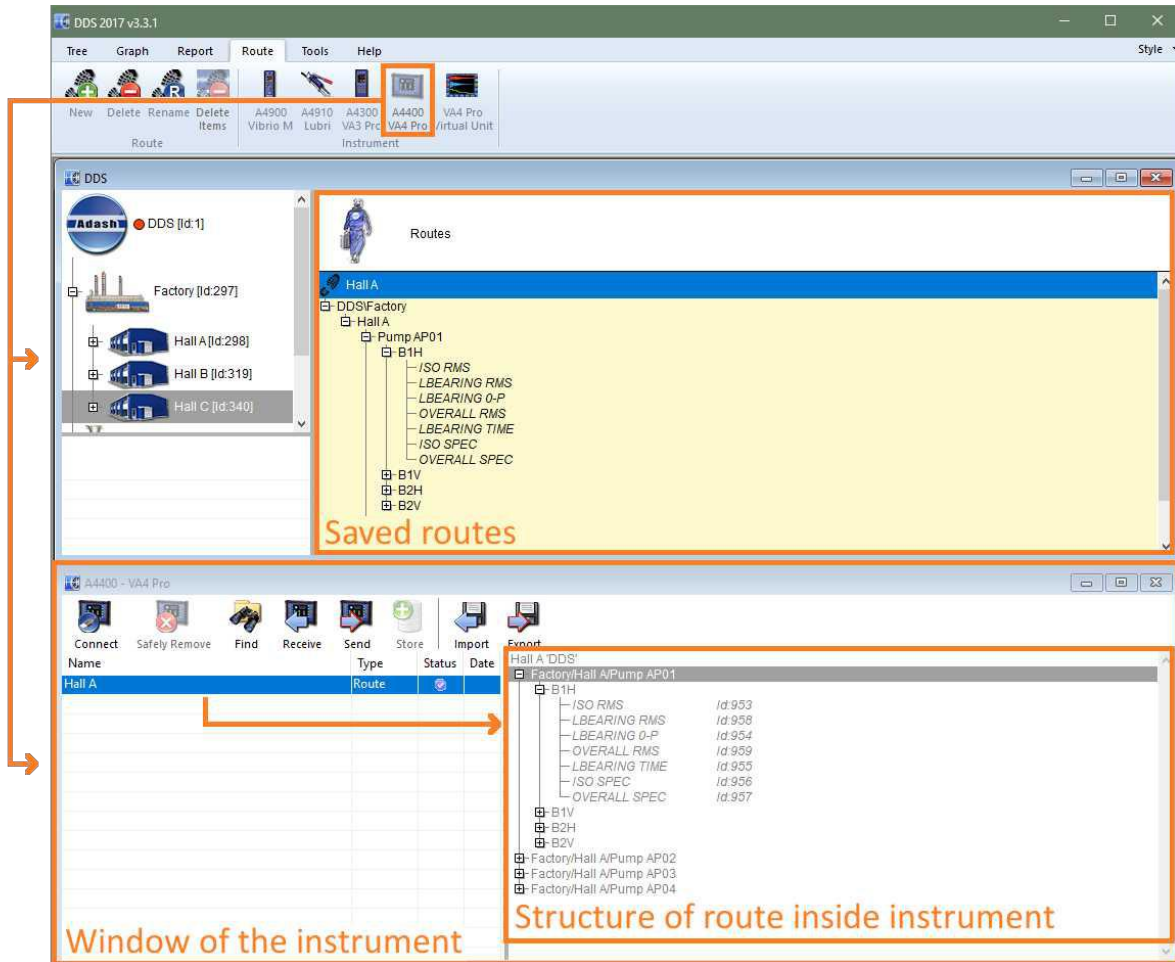 DDS 2017 v3.3.1
Tree Graph Report Route Tools Help Style
New Delete Rename Delete Items A4900 Vibrio M A4910 Lubri A4300 VA3 Pro A4400 VA4 Pro VA4 Pro Virtual Unit
Route Instrument
DDS
Adash DDS [Id:1]
Factory [Id:297]
Hall A [Id:298]
Hall B [Id:319]
Hall C [Id:340]
Routes
Hall A
DDS\Factory
Hall A
Pump AP01
B1H
ISO RMS
LBEARING RMS
LBEARING 0-P
OVERALL RMS
LBEARING TIME
ISO SPEC
OVERALL SPEC
B1V
B2H
B2V
Saved routes
A4400 - VA4 Pro
Connect Safely Remove Find Receive Send Store Import Export
Name Type Status Date
Hall A Route
Hall A 'DDS'
Factory/Hall A/Pump AP01
B1H
ISO RMS Id:953
LBEARING RMS Id:958
LBEARING 0-P Id:954
OVERALL RMS Id:959
LBEARING TIME Id:955
ISO SPEC Id:956
OVERALL SPEC Id:957
B1V
B2H
B2V
Factory/Hall A/Pump AP02
Factory/Hall A/Pump AP03
Factory/Hall A/Pump AP04
Structure of route inside instrument
Window of the instrument